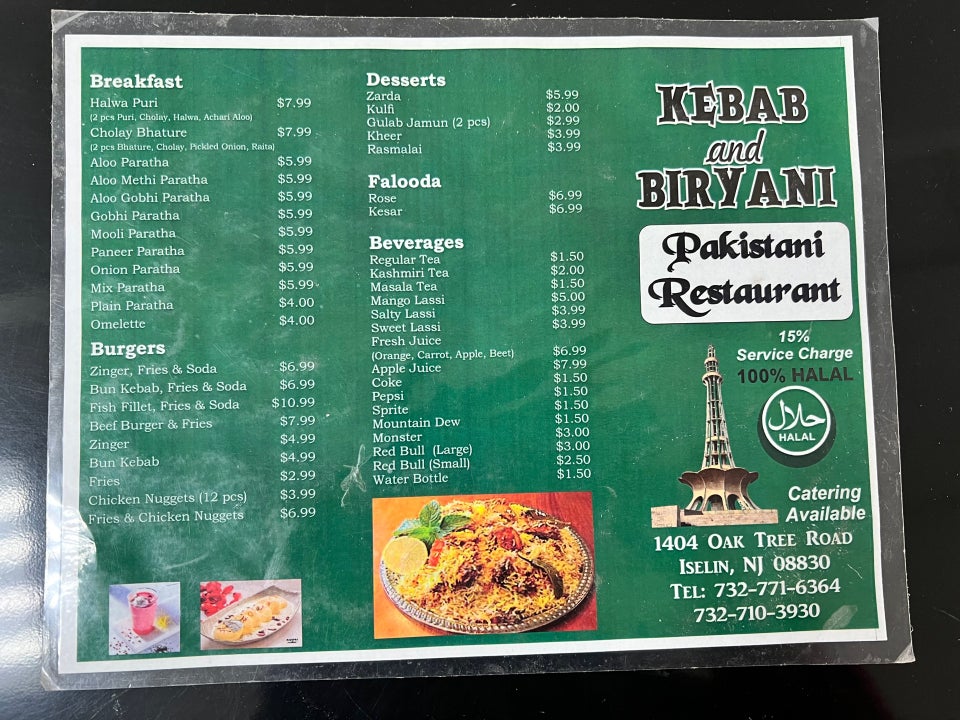 Breakfast
Halwa Puri $7.99
(2 pcs Puri, Cholay, Halwa, Achari Aloo)
Cholay Bhature $7.99
(2 pcs Bhature, Cholay, Pickled Onion, Raita)
Aloo Paratha $5.99
Aloo Methi Paratha $5.99
Aloo Gobhi Paratha $5.99
Gobhi Paratha $5.99
Mooli Paratha $5.99
Paneer Paratha $5.99
Onion Paratha $5.99
Mix Paratha $5.99
Plain Paratha $4.00
Omelette $4.00
Burgers
Zinger, Fries & Soda $6.99
Bun Kebab, Fries & Soda $6.99
Fish Fillet, Fries & Soda $10.99
Beef Burger & Fries $7.99
Zinger $4.99
Bun Kebab $4.99
Fries $2.99
Chicken Nuggets (12 pcs) $3.99
Fries & Chicken Nuggets $6.99
Desserts
Zarda $5.99
Kulfi $2.00
Gulab Jamun (2 pcs) $2.99
Kheer $3.99
Rasmalai $3.99
Falooda
Rose $6.99
Kesar $6.99
Beverages
Regular Tea $1.50
Kashmiri Tea $2.00
Masala Tea $1.50
Mango Lassi $5.00
Salty Lassi $3.99
Sweet Lassi $3.99
Fresh Juice
(Orange, Carrot, Apple, Beet) $6.99
Apple Juice $7.99
Coke $1.50
Pepsi $1.50
Sprite $1.50
Mountain Dew $1.50
Monster $3.00
Red Bull (Large) $3.00
Red Bull (Small) $2.50
Water Bottle $1.50
KEBAB
and
BIRYANI
Pakistani
Restaurant
15%
Service Charge
100% HALAL
حلال
HALAL
Catering
Available
1404 Oak Tree Road
Iselin, NJ 08830
Tel: 732-771-6364
732-710-3930